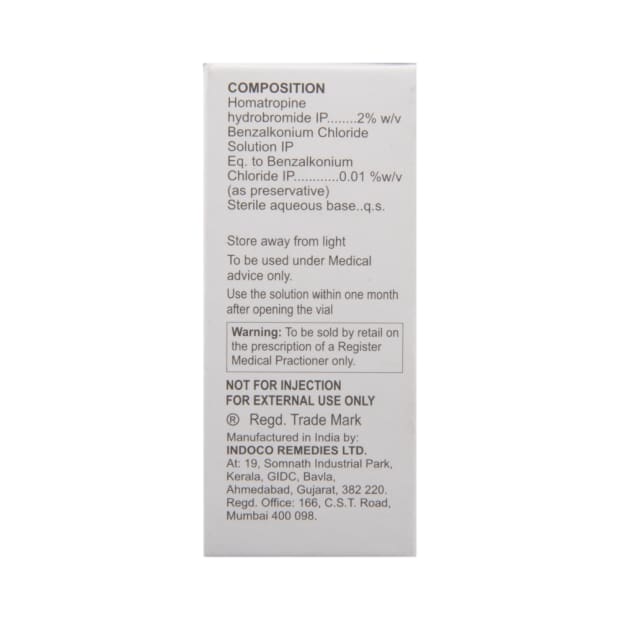 COMPOSITION
Homatropine
hydrobromide IP........2% w/v
Benzalkonium Chloride
Solution IP
Eq. to Benzalkonium
Chloride IP............0.01 %w/v
(as preservative)
Sterile aqueous base..q.s.
Store away from light
To be used under Medical
advice only.
Use the solution within one month
after opening the vial
Warning: To be sold by retail on
the prescription of a Register
Medical Practioner only.
NOT FOR INJECTION
FOR EXTERNAL USE ONLY
® Regd. Trade Mark
Manufactured in India by:
INDOCO REMEDIES LTD.
At: 19, Somnath Industrial Park,
Kerala, GIDC, Bavla,
Ahmedabad, Gujarat, 382 220.
Regd. Office: 166, C.S.T. Road,
Mumbai 400 098.